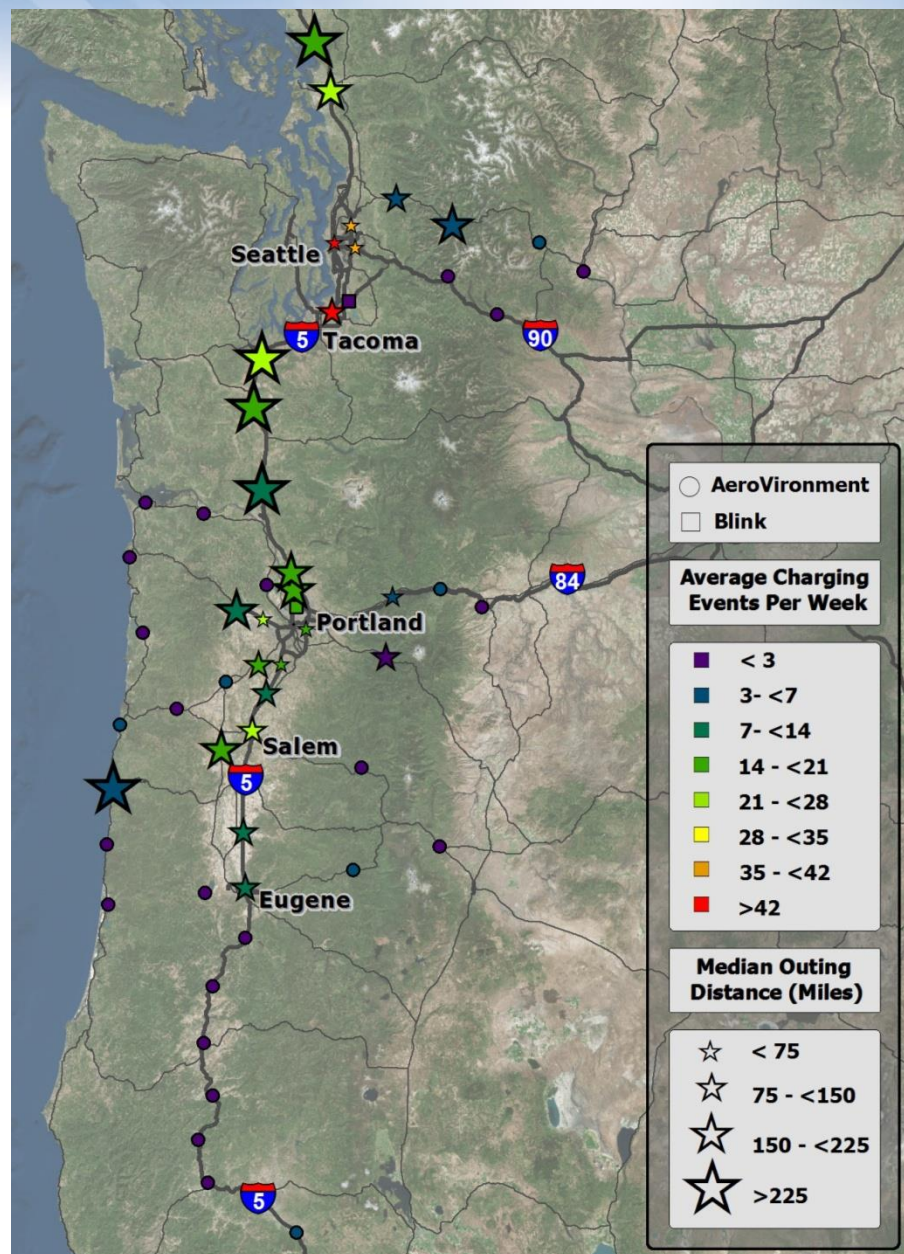 Seattle
5
Tacoma
90
AeroVironment
Blink
Average Charging
Events Per Week
< 3
3- <7
7- <14
14 - <21
21 - <28
28 - <35
35 - <42
>42
Median Outing
Distance (Miles)
< 75
75 - <150
150 - <225
>225
84
Portland
Salem
5
Eugene
5